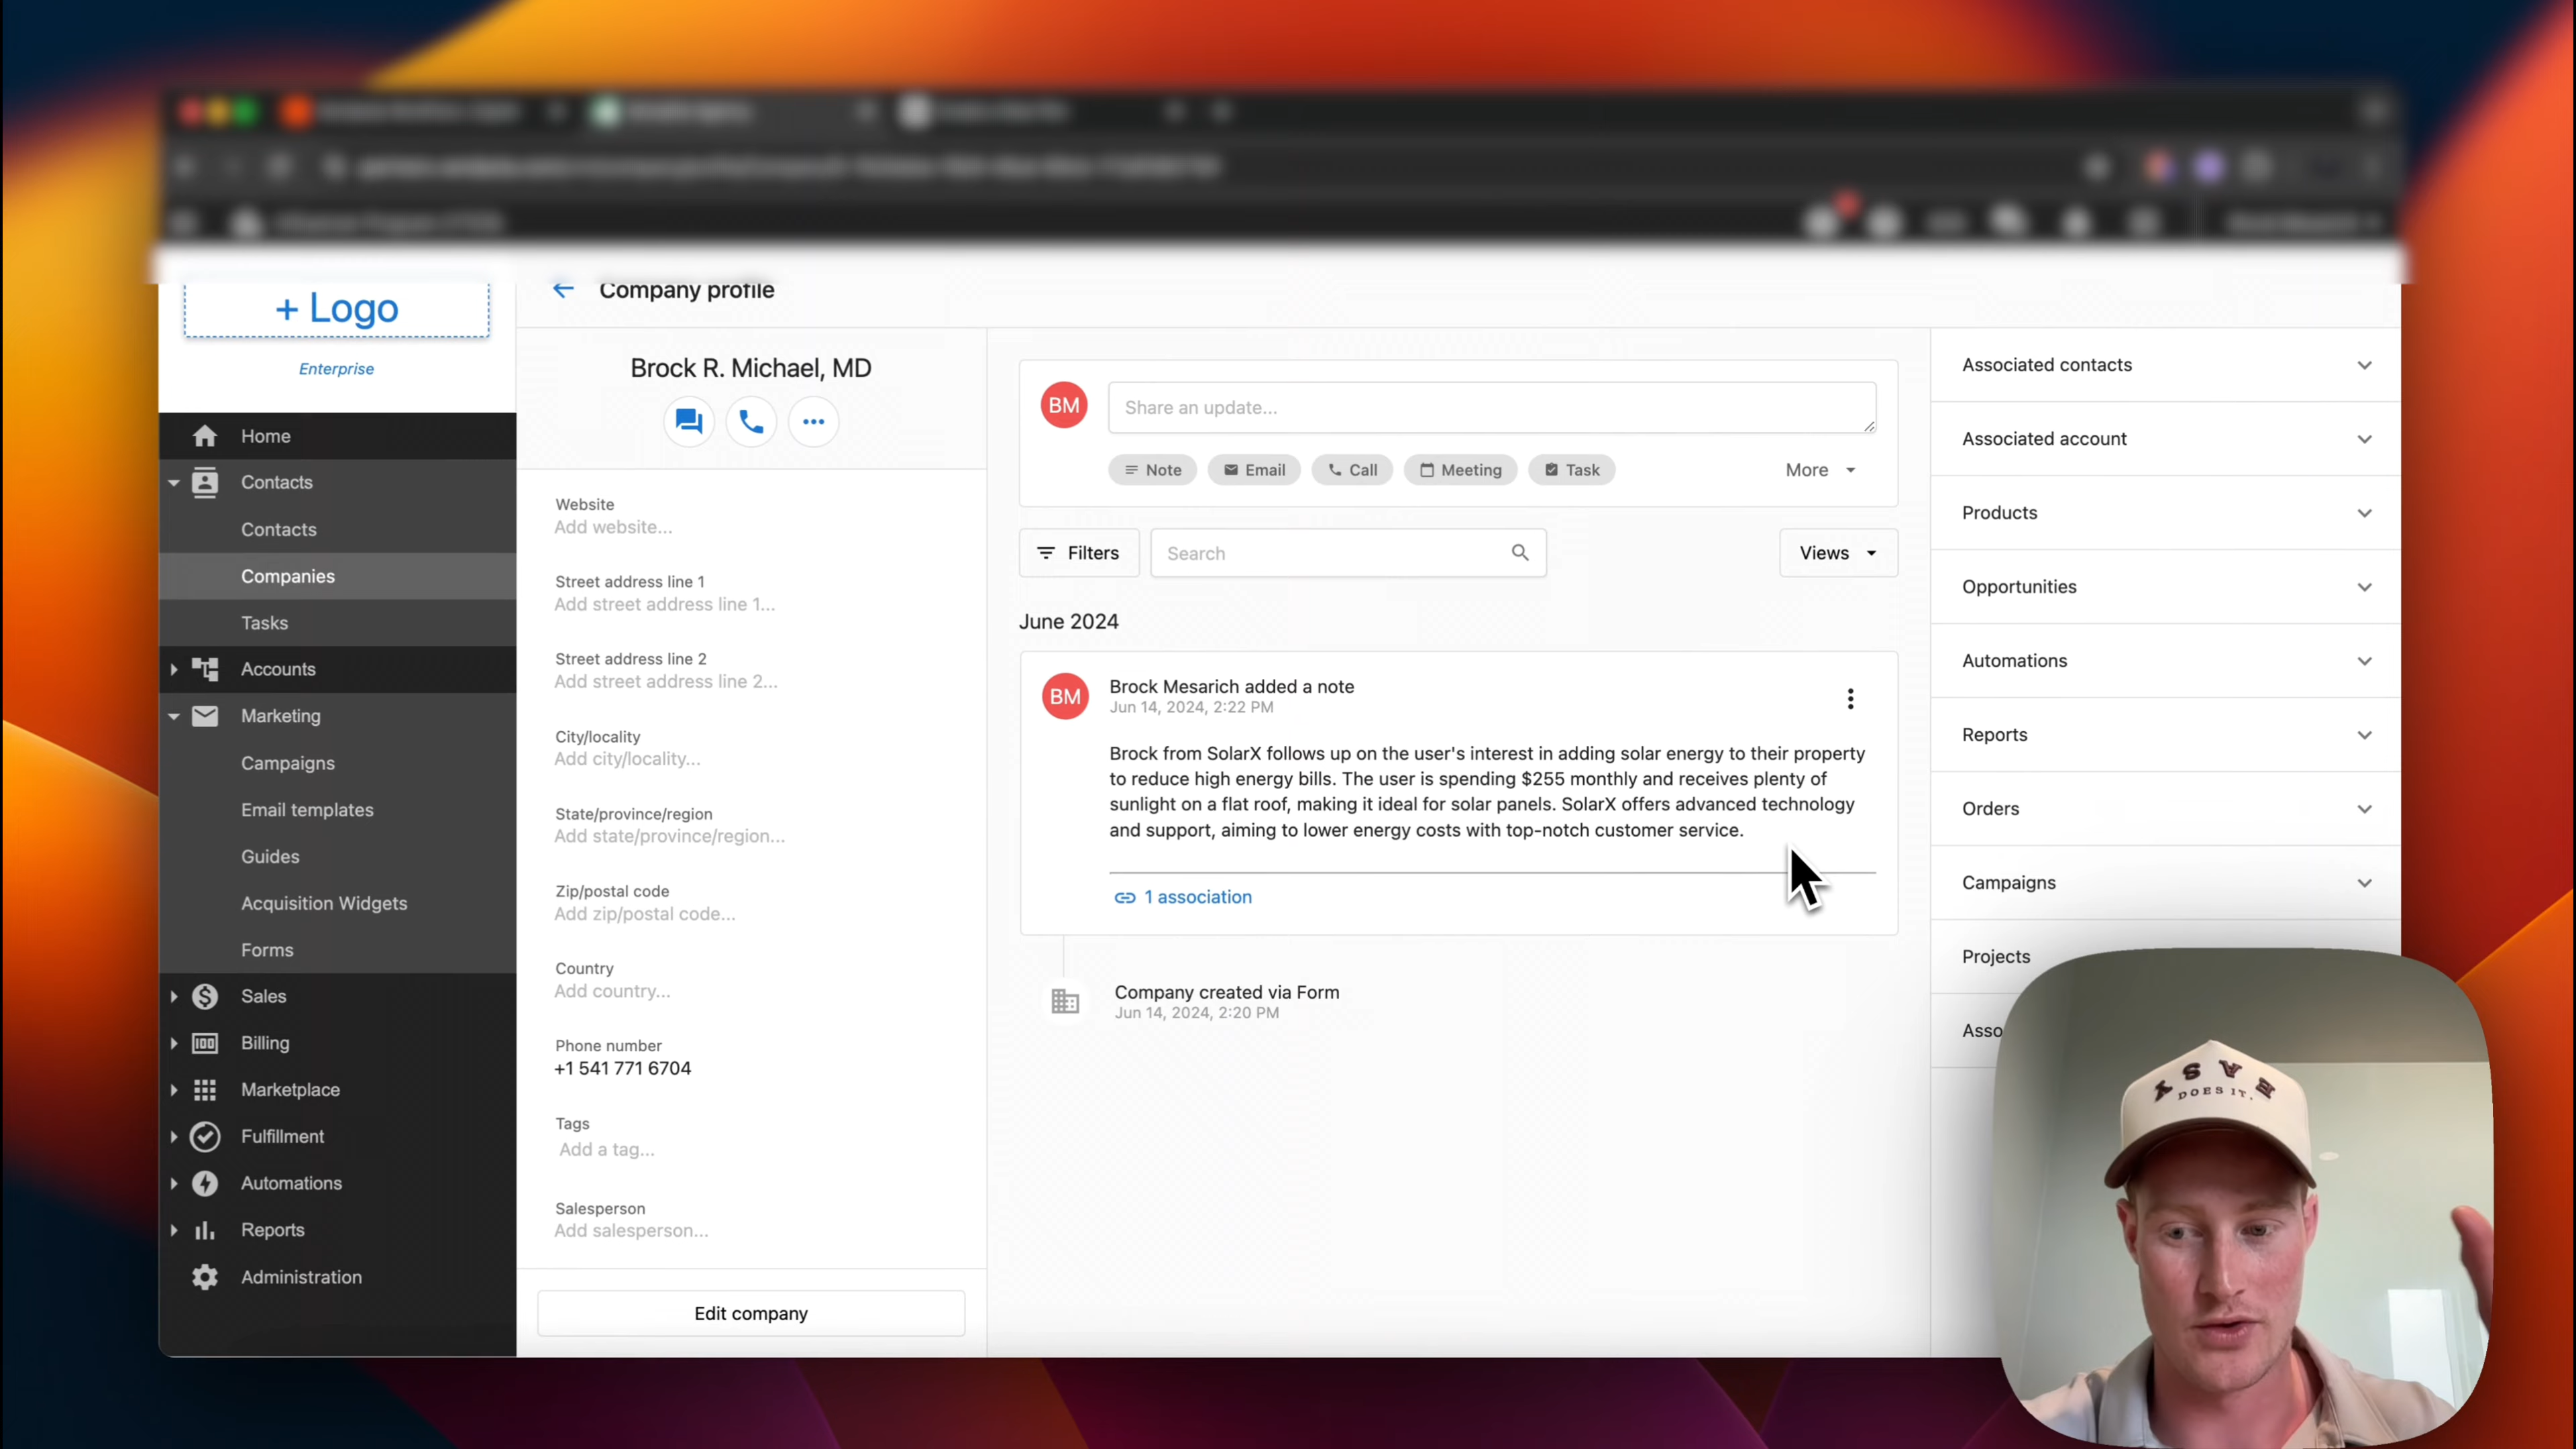 + Logo
Enterprise
Home
Contacts
Contacts
Companies
Tasks
Accounts
Marketing
Campaigns
Email templates
Guides
Acquisition Widgets
Forms
Sales
Billing
Marketplace
Fulfillment
Automations
Reports
Administration
Company profile
Brock R. Michael, MD
Website
Add website...
Street address line 1
Add street address line 1...
Street address line 2
Add street address line 2...
City/locality
Add city/locality...
State/province/region
Add state/province/region...
Zip/postal code
Add zip/postal code...
Country
Add country...
Phone number
+1 541 771 6704
Tags
Add a tag...
Salesperson
Add salesperson...
Edit company
BM
Share an update...
Note Email Call Meeting Task More
Filters Search Views
June 2024
BM
Brock Mesarich added a note
Jun 14, 2024, 2:22 PM
Brock from SolarX follows up on the user's interest in adding solar energy to their property
to reduce high energy bills. The user is spending $255 monthly and receives plenty of
sunlight on a flat roof, making it ideal for solar panels. SolarX offers advanced technology
and support, aiming to lower energy costs with top-notch customer service.
1 association
Company created via Form
Jun 14, 2024, 2:20 PM
Associated contacts
Associated account
Products
Opportunities
Automations
Reports
Orders
Campaigns
Projects
Asso
DOES IT.